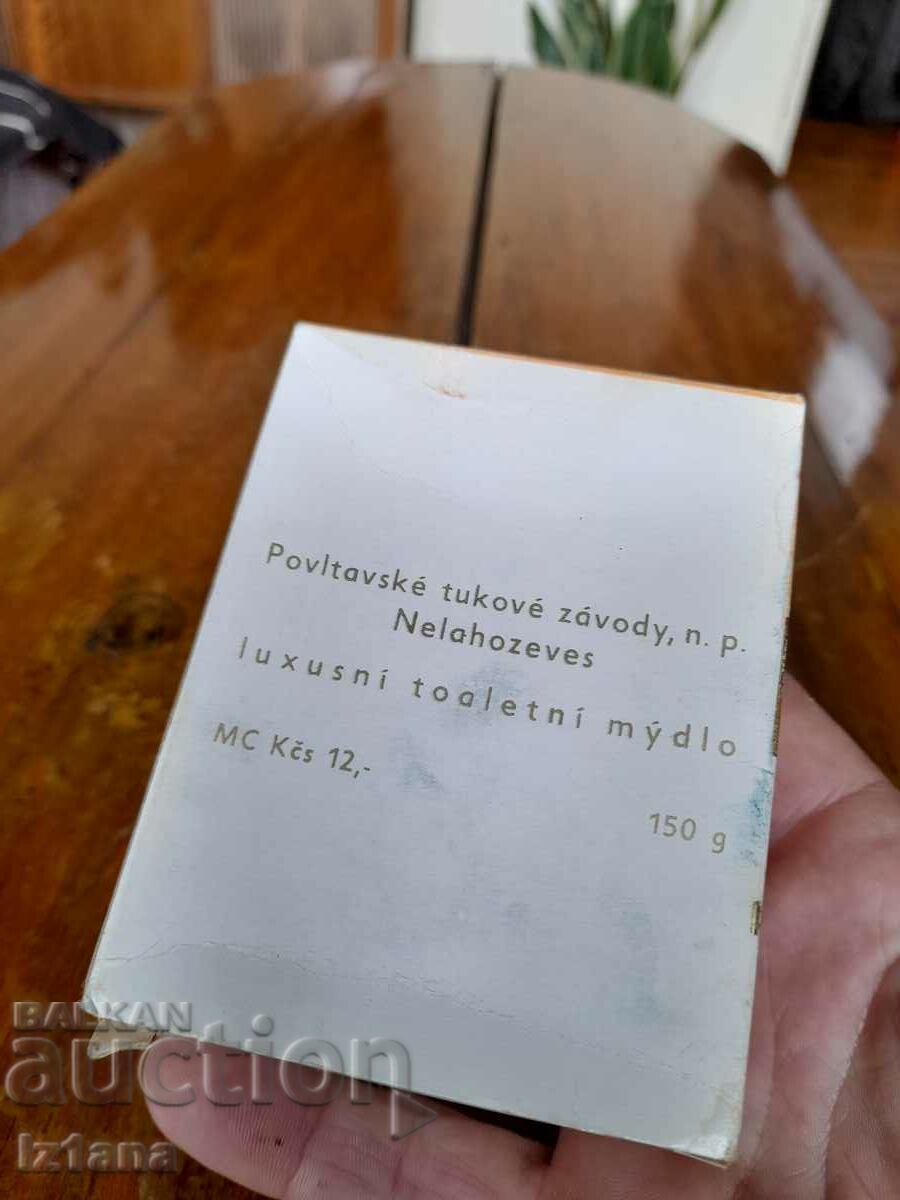 Povltavské tukové závody, n. p.
Nelahozeves
luxusní toaletní mýdlo
MC Kčs 12,-
150 g
BALKAN
auction
Iz1ana